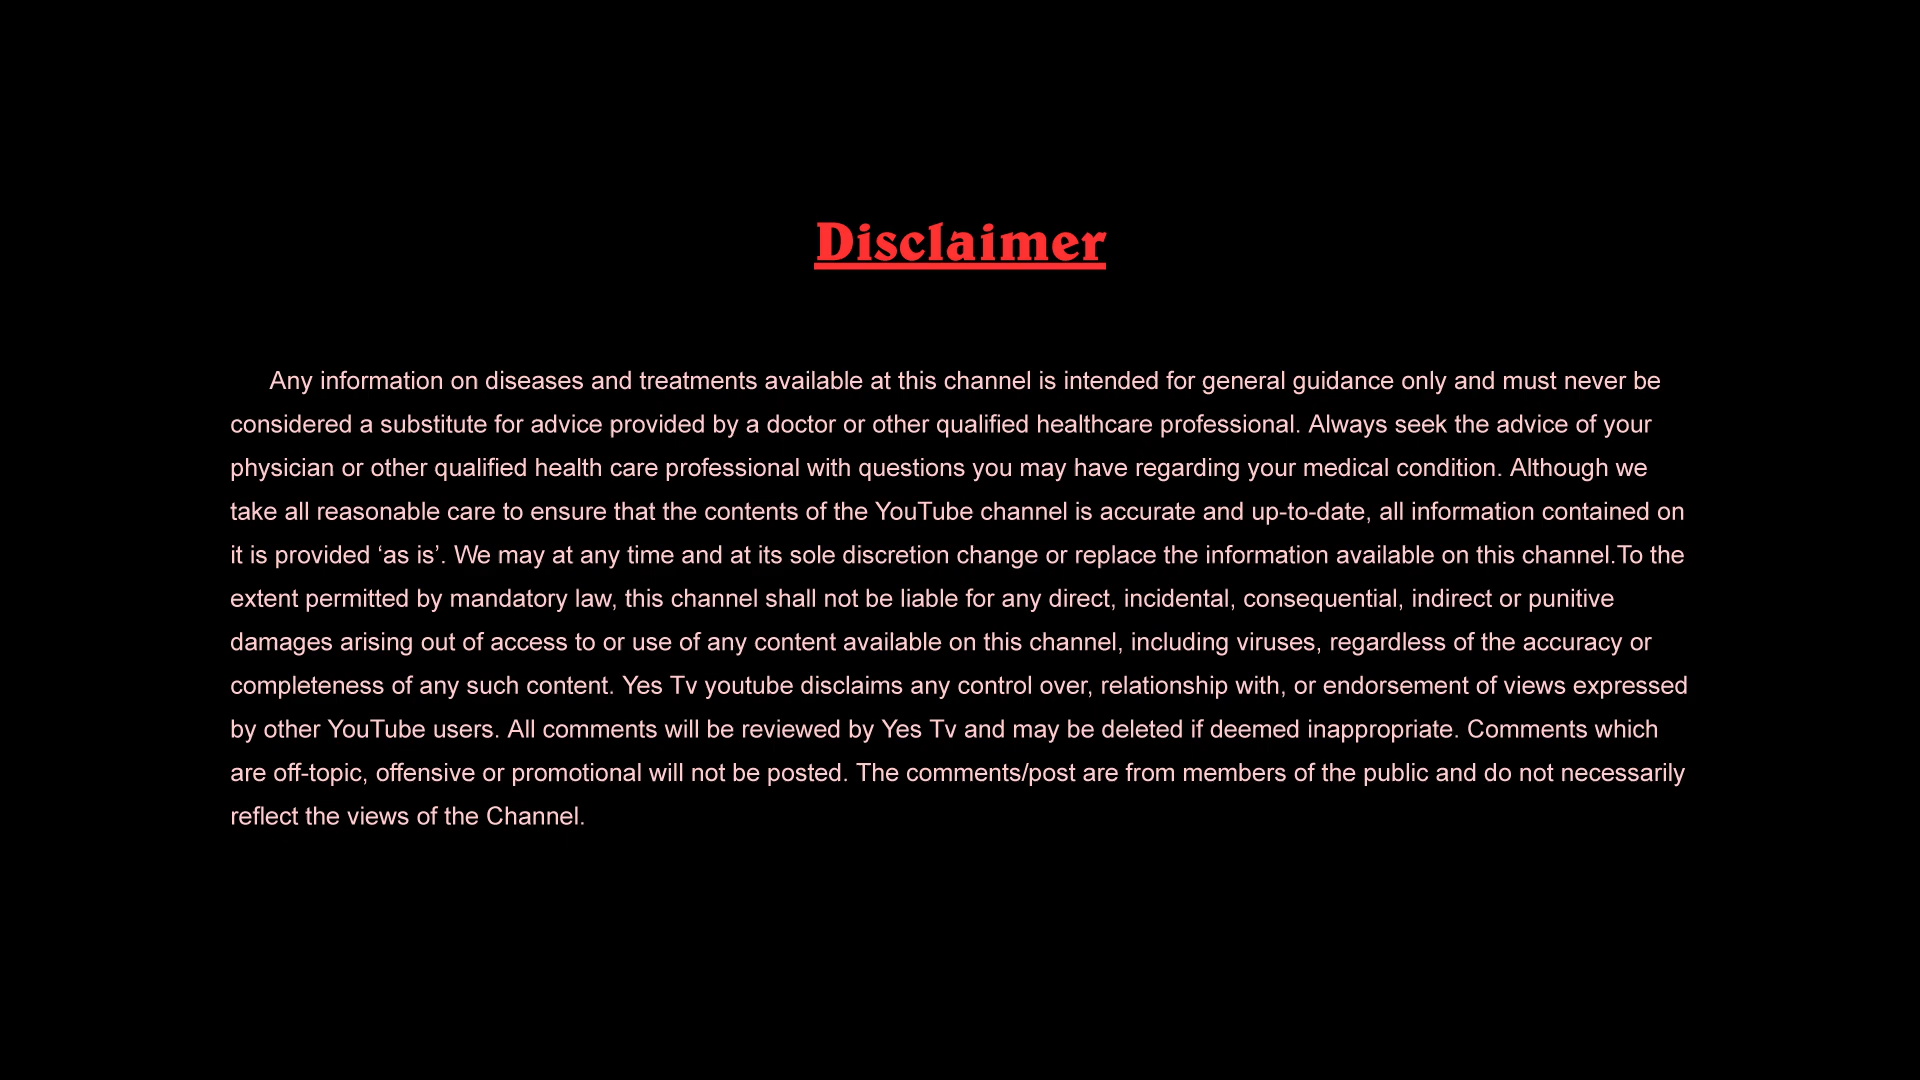 Disclaimer
Any information on diseases and treatments available at this channel is intended for general guidance only and must never be
considered a substitute for advice provided by a doctor or other qualified healthcare professional. Always seek the advice of your
physician or other qualified health care professional with questions you may have regarding your medical condition. Although we
take all reasonable care to ensure that the contents of the YouTube channel is accurate and up-to-date, all information contained on
it is provided ‘as is’. We may at any time and at its sole discretion change or replace the information available on this channel.To the
extent permitted by mandatory law, this channel shall not be liable for any direct, incidental, consequential, indirect or punitive
damages arising out of access to or use of any content available on this channel, including viruses, regardless of the accuracy or
completeness of any such content. Yes Tv youtube disclaims any control over, relationship with, or endorsement of views expressed
by other YouTube users. All comments will be reviewed by Yes Tv and may be deleted if deemed inappropriate. Comments which
are off-topic, offensive or promotional will not be posted. The comments/post are from members of the public and do not necessarily
reflect the views of the Channel.